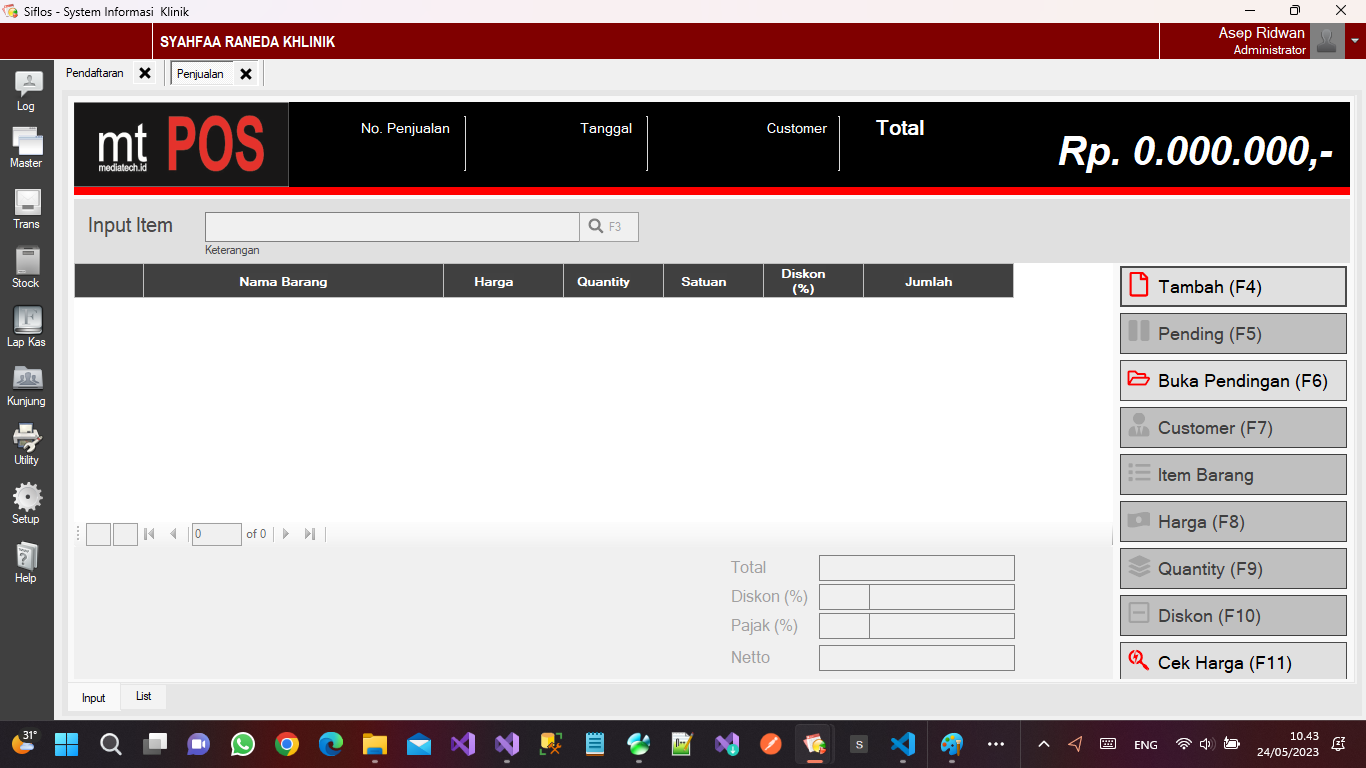 Siflos - System Informasi Klinik
SYAHFAA RANEDA KHLINIK
Asep Ridwan
Administrator
Pendaftaran
Penjualan
Log
Master
Trans
Stock
Lap Kas
Kunjung
Utility
Setup
Help
mt POS
mediatech.id
No. Penjualan
Tanggal
Customer
Total
Rp. 0.000.000,-
Input Item
F3
Keterangan
Nama Barang Harga Quantity Satuan Diskon (%) Jumlah
Tambah (F4)
Pending (F5)
Buka Pendingan (F6)
Customer (F7)
Item Barang
Harga (F8)
Quantity (F9)
Diskon (F10)
Cek Harga (F11)
0 of 0
Total
Diskon (%)
Pajak (%)
Netto
Input
List
31°
S
ENG
10.43
24/05/2023